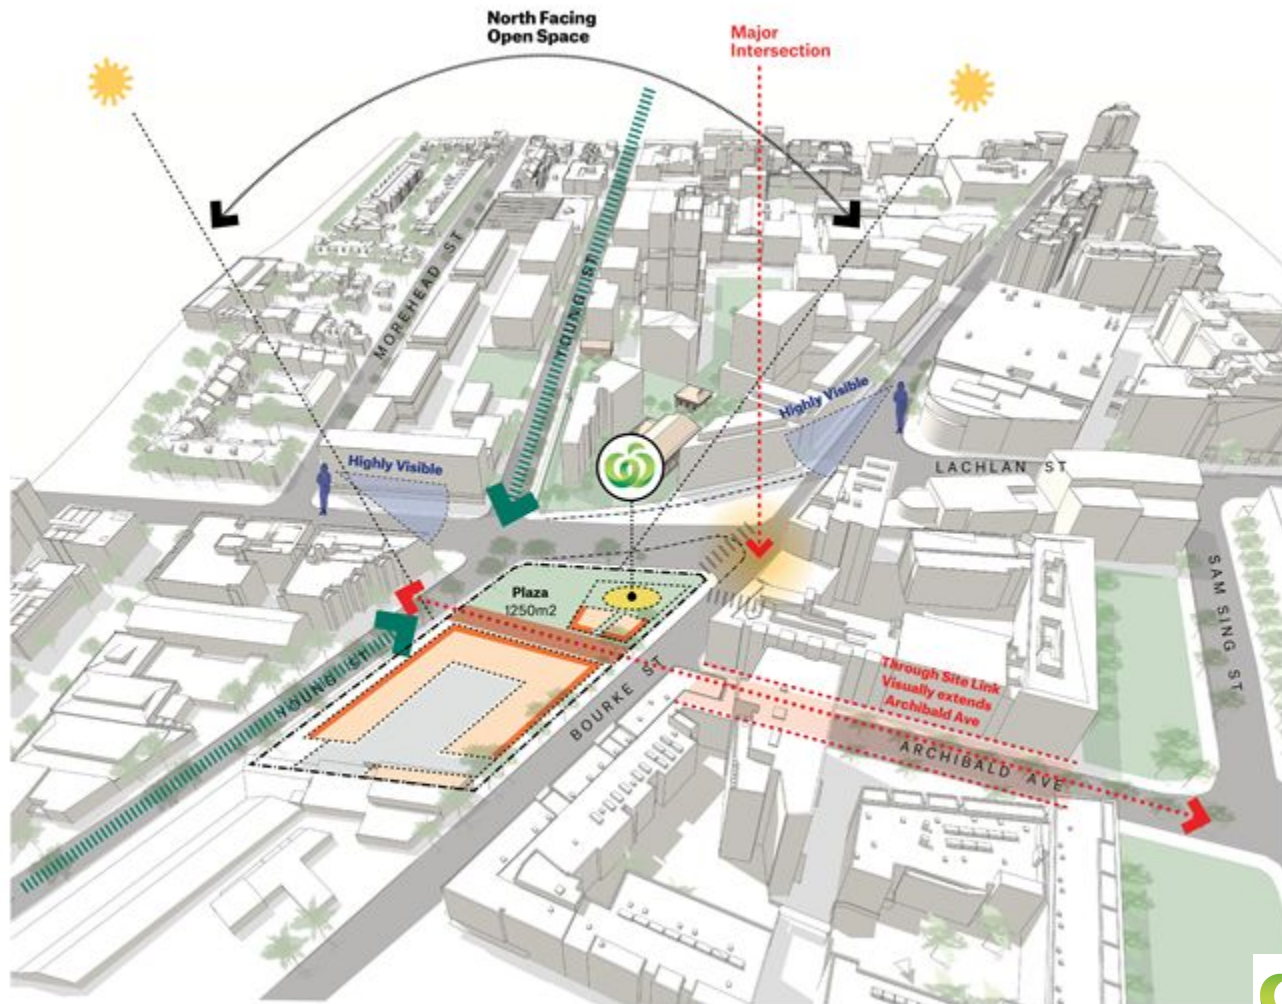 North Facing
Open Space
Major
Intersection
MOREHEAD ST
YOUNG ST
Highly Visible
Highly Visible
LACHLAN ST
SAM SING ST
Plaza
1250m2
YOUNG ST
BOURKE ST
Through Site Link
Visually extends
Archibald Ave
ARCHIBALD AVE